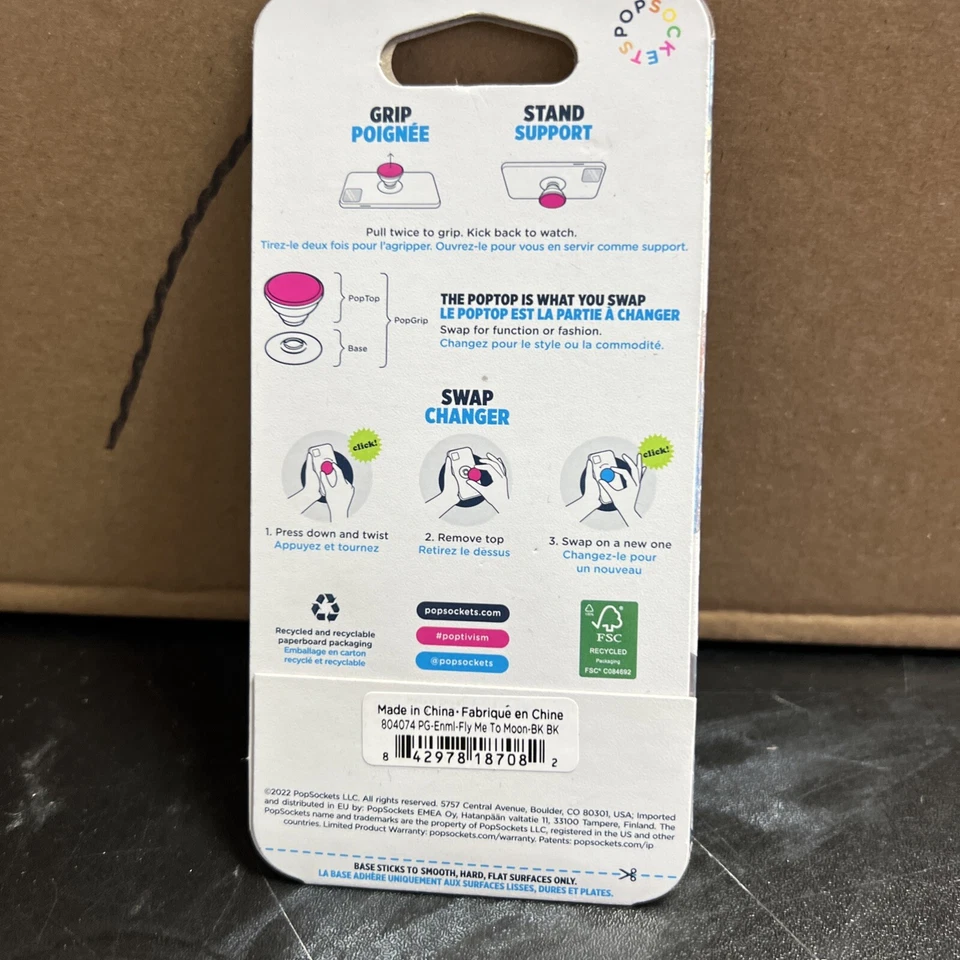 POPSOCKETS
GRIP
POIGNÉE
STAND
SUPPORT
Pull twice to grip. Kick back to watch.
Tirez-le deux fois pour l'agripper. Ouvrez-le pour vous en servir comme support.
PopTop
PopGrip
Base
THE POPTOP IS WHAT YOU SWAP
LE POPTOP EST LA PARTIE À CHANGER
Swap for function or fashion.
Changez pour le style ou la commodité.
SWAP
CHANGER
click!
click!
1. Press down and twist
Appuyez et tournez
2. Remove top
Retirez le dessus
3. Swap on a new one
Changez-le pour
un nouveau
Recycled and recyclable
paperboard packaging
Emballage en carton
recyclé et recyclable
popsockets.com
#poptivism
@popsockets
FSC
RECYCLED
Packaging
FSC® C084692
Made in China · Fabriqué en Chine
804074 PG-Enml-Fly Me To Moon-BK BK
8 42978 18708 2
©2022 PopSockets LLC. All rights reserved. 5757 Central Avenue, Boulder, CO 80301, USA; Imported
and distributed in EU by: PopSockets EMEA Oy, Hatanpään valtatie 11, 33100 Tampere, Finland. The
PopSockets name and trademarks are the property of PopSockets LLC, registered in the US and other
countries. Limited Product Warranty: popsockets.com/warranty. Patents: popsockets.com/ip
BASE STICKS TO SMOOTH, HARD, FLAT SURFACES ONLY.
LA BASE ADHÈRE UNIQUEMENT AUX SURFACES LISSES, DURES ET PLATES.